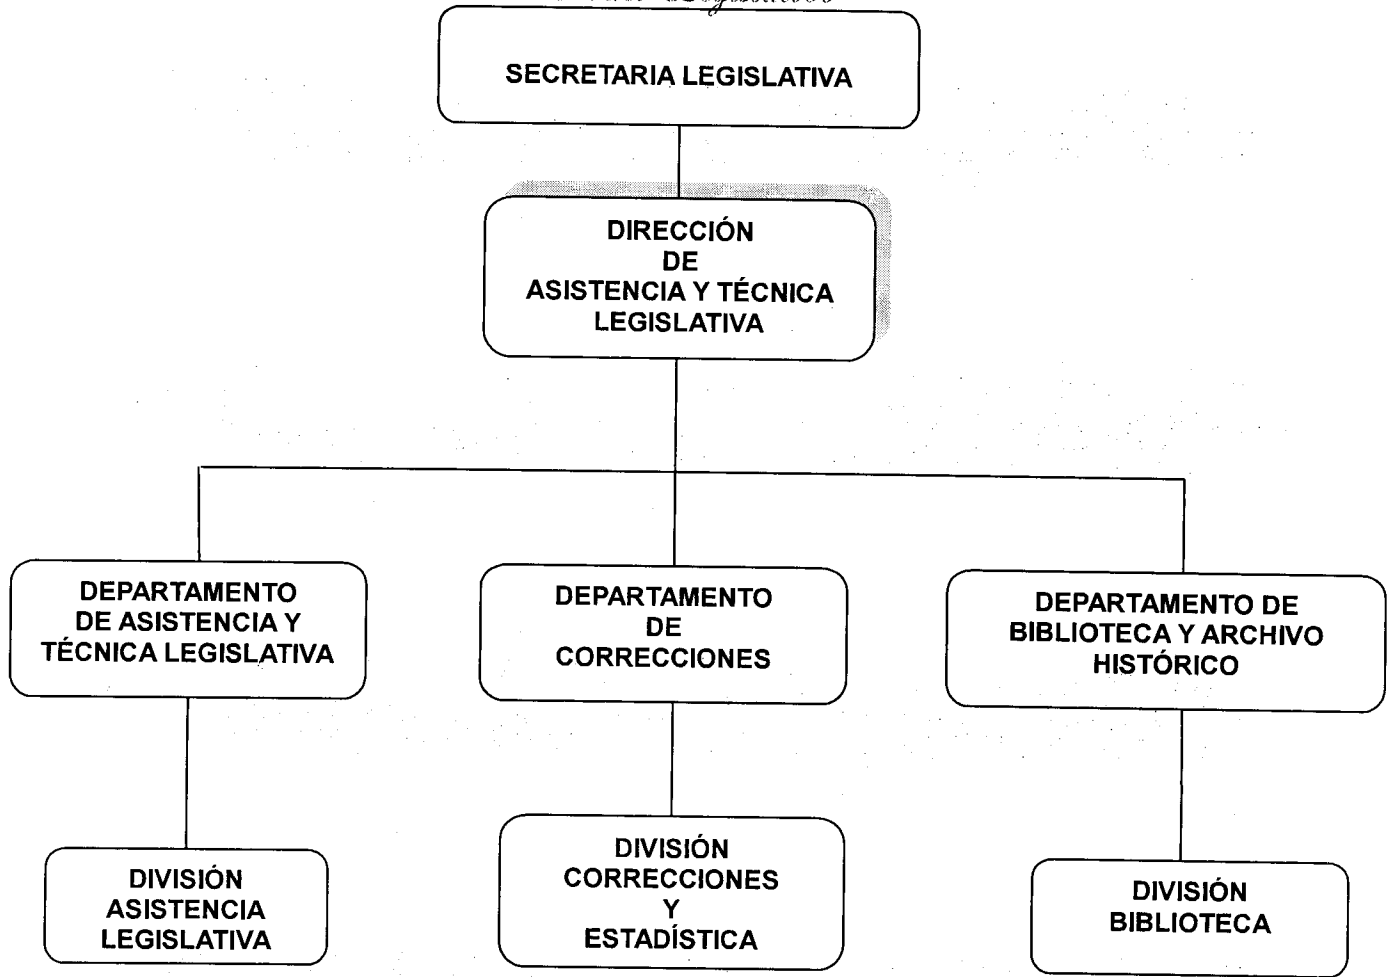 SECRETARIA LEGISLATIVA
DIRECCIÓN
DE
ASISTENCIA Y TÉCNICA
LEGISLATIVA
DEPARTAMENTO
DE ASISTENCIA Y
TÉCNICA LEGISLATIVA
DEPARTAMENTO
DE
CORRECCIONES
DEPARTAMENTO DE
BIBLIOTECA Y ARCHIVO
HISTÓRICO
DIVISIÓN
ASISTENCIA
LEGISLATIVA
DIVISIÓN
CORRECCIONES
Y
ESTADÍSTICA
DIVISIÓN
BIBLIOTECA